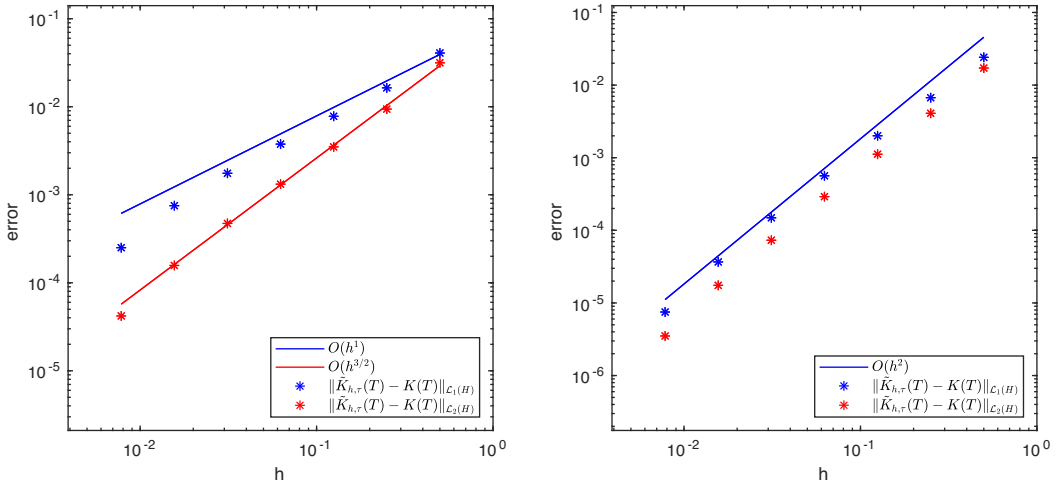 10^{-1}
10^{-2}
10^{-3}
10^{-4}
10^{-5}
error
10^{-2} 10^{-1} 10^{0}
h
O(h^1)
O(h^{3/2})
‖K̃_{h,τ}(T) − K(T)‖_{𝓛_1(H)}
‖K̃_{h,τ}(T) − K(T)‖_{𝓛_2(H)}
10^{-1}
10^{-2}
10^{-3}
10^{-4}
10^{-5}
10^{-6}
error
10^{-2} 10^{-1} 10^{0}
h
O(h^2)
‖K̃_{h,τ}(T) − K(T)‖_{𝓛_1(H)}
‖K̃_{h,τ}(T) − K(T)‖_{𝓛_2(H)}